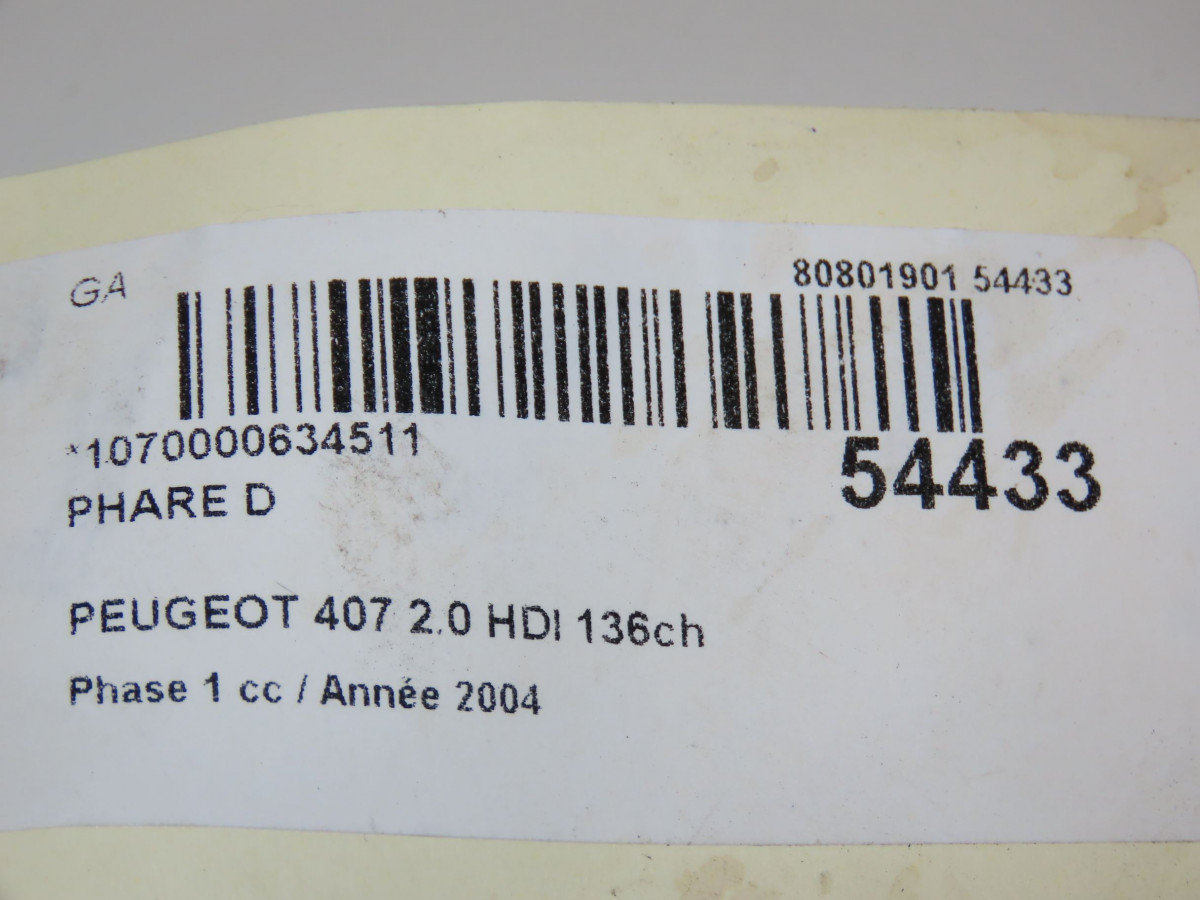 GA
80801901 54433
*1070000634511
54433
PHARE D
PEUGEOT 407 2.0 HDI 136ch
Phase 1 cc / Année 2004